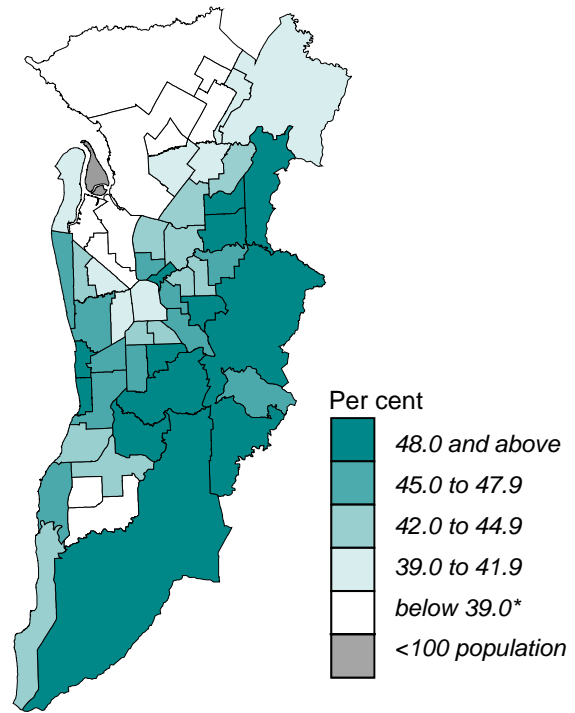 Per cent
48.0 and above
45.0 to 47.9
42.0 to 44.9
39.0 to 41.9
below 39.0*
<100 population